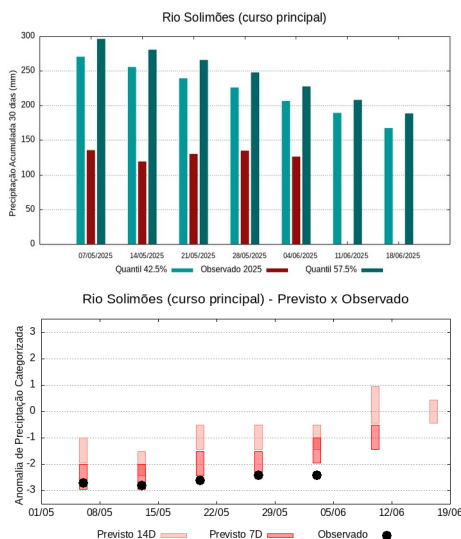 Rio Solimões (curso principal)
Precipitação Acumulada 30 dias (mm)
300
250
200
150
100
50
0
07/05/2025 14/05/2025 21/05/2025 28/05/2025 04/06/2025 11/06/2025 18/06/2025
Quantil 42.5% Observado 2025 Quantil 57.5%
Rio Solimões (curso principal) - Previsto x Observado
Anomalia de Preciptação Categorizada
3
2
1
0
-1
-2
-3
01/05 08/05 15/05 22/05 29/05 05/06 12/06 19/06
Previsto 14D Previsto 7D Observado